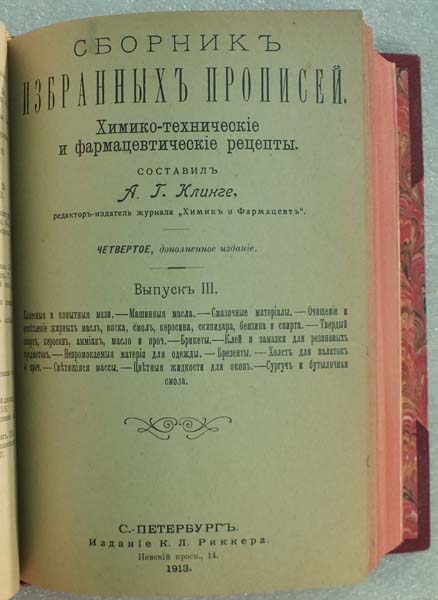 СБОРНИКЪ
ИЗБРАННЫХЪ ПРОПИСЕЙ.
Химико-техническіе
и фармацевтическіе рецепты.
СОСТАВИЛЪ
А. Г. Клинге,
редакторъ-издатель журнала „Химикъ и Фармацевтъ“.
ЧЕТВЕРТОЕ, дополненное изданіе.
Выпускъ III.
Колесныя и копытныя мази. — Машинныя масла. — Смазочные матеріалы. — Очищеніе и
жирныхъ маслъ, воска, смолъ, керосина, скипидара, бензина и спирта. — Твердый
спиртъ, керосинъ, амміакъ, масло и проч. — Брикеты. — Клей и замазки для резиновыхъ
предметовъ. — Непромокаемыя матеріи для одежды. — Брезенты. — Холстъ для палатокъ
и проч. — Свѣтящіяся массы. — Цвѣтныя жидкости для оконъ. — Сургучъ и бутылочная
смола.
С.-ПЕТЕРБУРГЪ.
Изданіе К. Л. Риккера.
Невскій просп., 14.
1913.